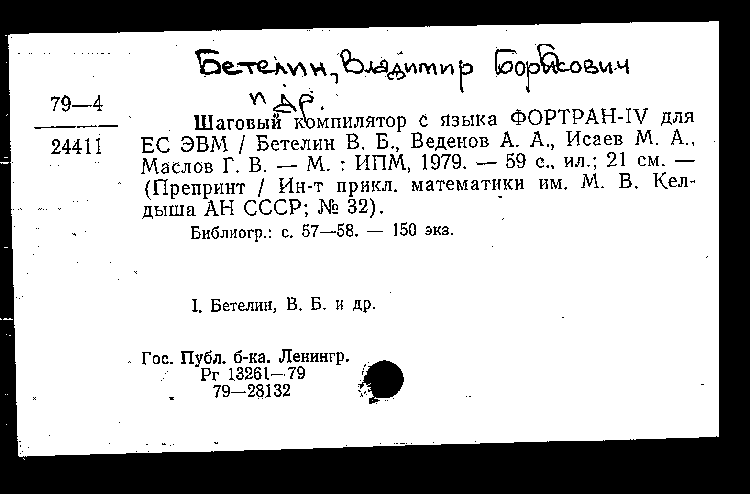 Бетелин, Владимир Борисович
и др.
79—4
24411
Шаговый компилятор с языка ФОРТРАН-IV для
ЕС ЭВМ / Бетелин В. Б., Веденов А. А., Исаев М. А.,
Маслов Г. В. — М. : ИПМ, 1979. — 59 с., ил.; 21 см. —
(Препринт / Ин-т прикл. математики им. М. В. Кел-
дыша АН СССР; № 32).
Библиогр.: с. 57—58. — 150 экз.
I. Бетелин, В. Б. и др.
Гос. Публ. б-ка. Ленингр.
Рг 13261—79
79—28132